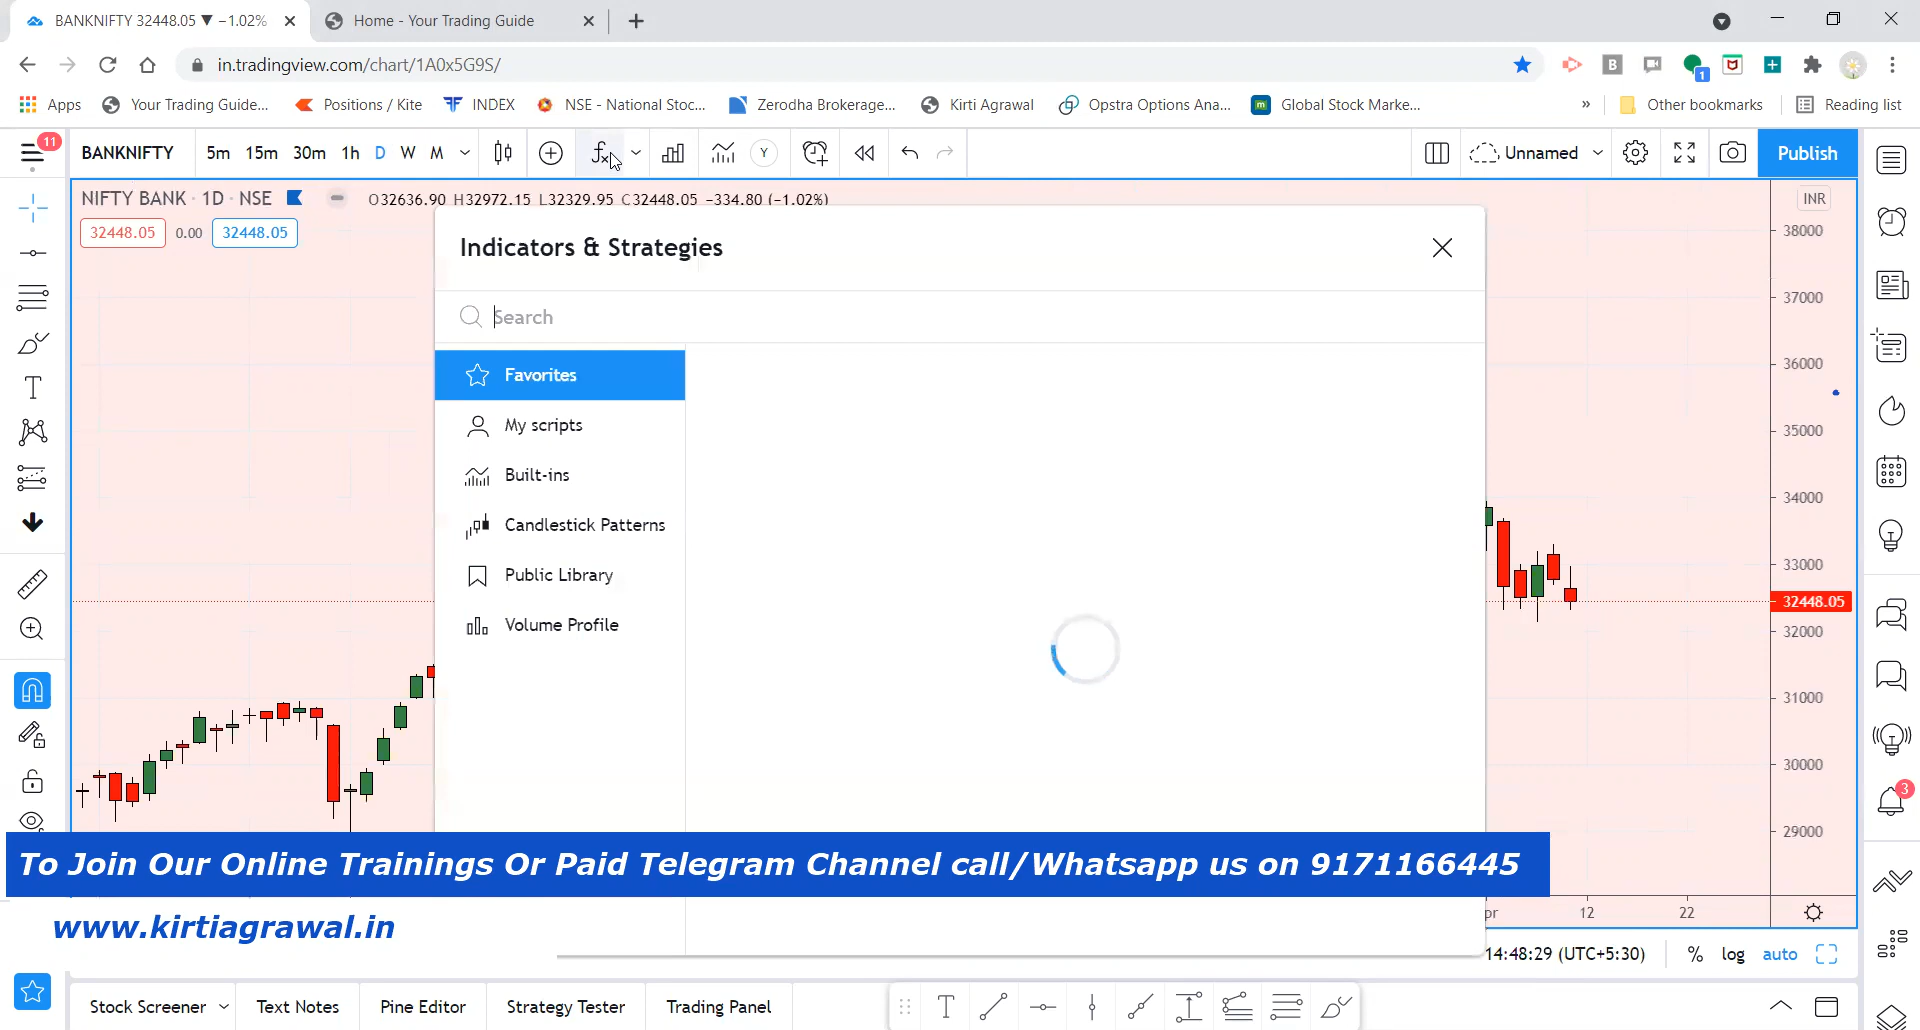 BANKNIFTY 32448.05 ▼ −1.02%
Home - Your Trading Guide
in.tradingview.com/chart/1A0x5G9S/
B
1
Apps
Your Trading Guide...
Positions / Kite
INDEX
NSE - National Stoc...
Zerodha Brokerage...
Kirti Agrawal
Opstra Options Ana...
m
Global Stock Marke...
»
Other bookmarks
Reading list
11
BANKNIFTY
5m
15m
30m
1h
D
W
M
Y
Unnamed
Publish
NIFTY BANK · 1D · NSE
O32636.90 H32972.15 L32329.95 C32448.05 −334.80 (−1.02%)
INR
32448.05
0.00
32448.05
38000
Indicators & Strategies
37000
Search
36000
Favorites
35000
My scripts
Built-ins
34000
Candlestick Patterns
33000
Public Library
32448.05
Volume Profile
32000
31000
30000
3
29000
To Join Our Online Trainings Or Paid Telegram Channel call/Whatsapp us on 9171166445
pr
12
22
www.kirtiagrawal.in
14:48:29 (UTC+5:30)
%
log
auto
Stock Screener
Text Notes
Pine Editor
Strategy Tester
Trading Panel
T